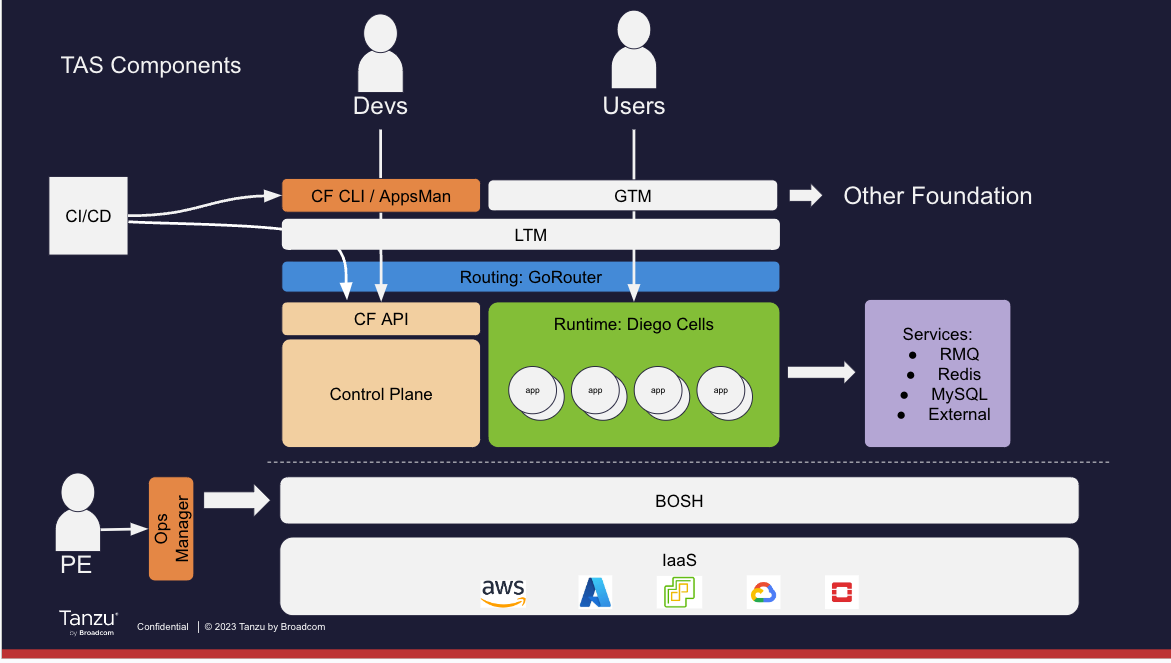 TAS Components
Devs
Users
CI/CD
CF CLI / AppsMan
GTM
Other Foundation
LTM
Routing: GoRouter
CF API
Runtime: Diego Cells
Control Plane
app
app
app
app
Services:
● RMQ
● Redis
● MySQL
● External
PE
Ops
Manager
BOSH
IaaS
aws
Tanzu
by Broadcom
Confidential | © 2023 Tanzu by Broadcom